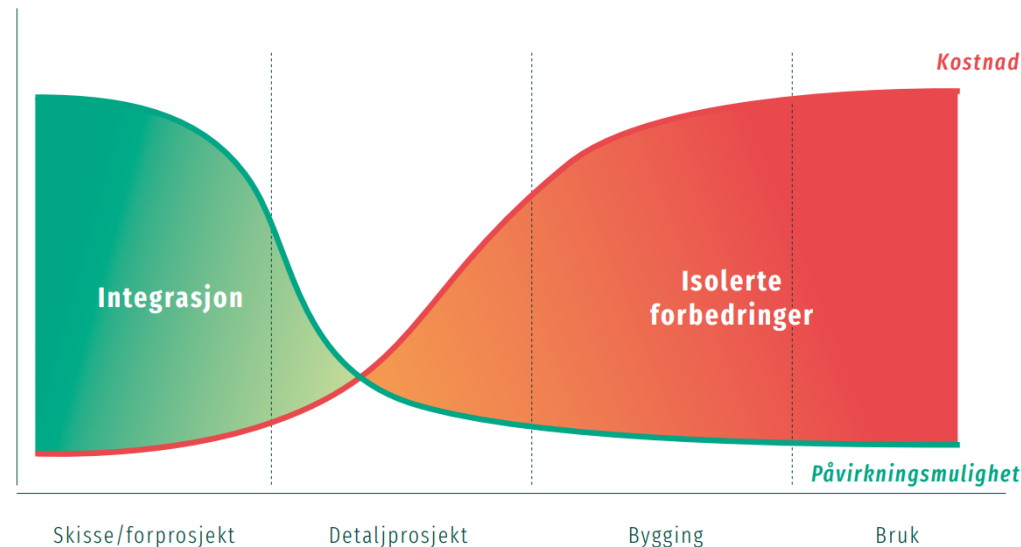 Kostnad
Integrasjon
Isolerte
forbedringer
Påvirkningsmulighet
Skisse/forprosjekt
Detaljprosjekt
Bygging
Bruk